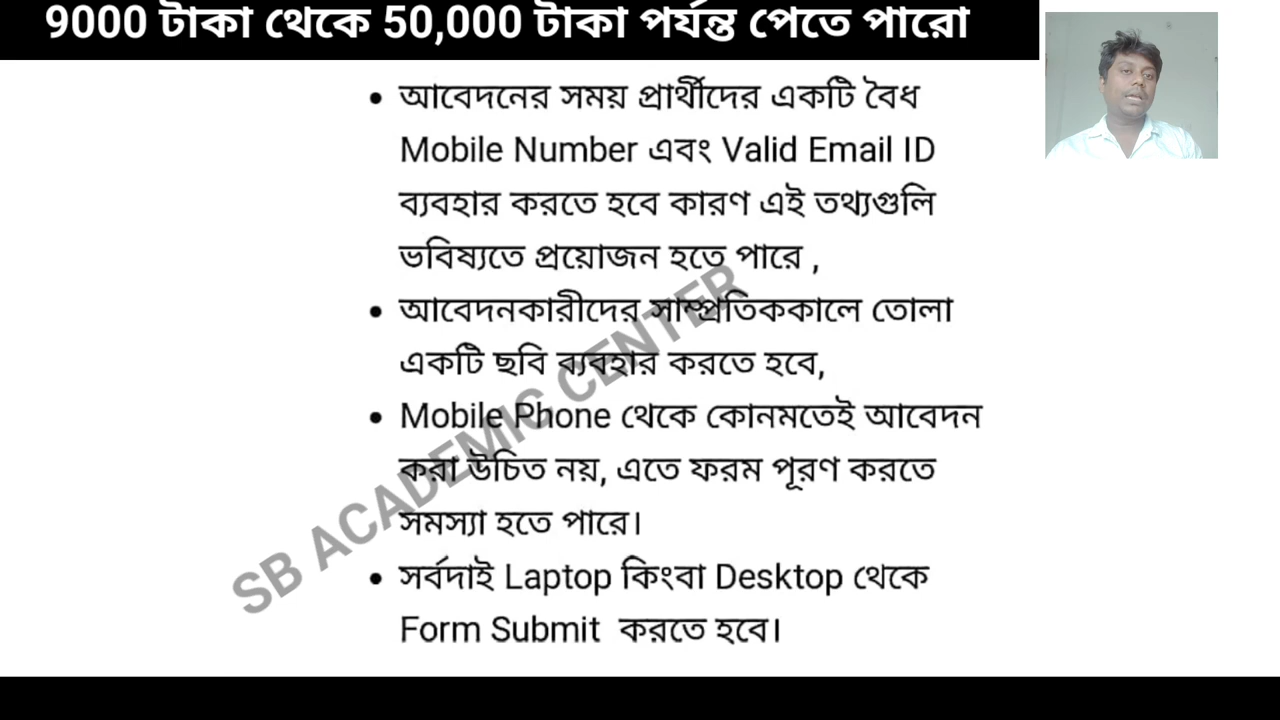 9000 টাকা থেকে 50,000 টাকা পর্যন্ত পেতে পারো
• আবেদনের সময় প্রার্থীদের একটি বৈধ
Mobile Number এবং Valid Email ID
ব্যবহার করতে হবে কারণ এই তথ্যগুলি
ভবিষ্যতে প্রয়োজন হতে পারে ,
• আবেদনকারীদের সাম্প্রতিককালে তোলা
একটি ছবি ব্যবহার করতে হবে,
• Mobile Phone থেকে কোনমতেই আবেদন
করা উচিত নয়, এতে ফরম পূরণ করতে
সমস্যা হতে পারে।
• সর্বদাই Laptop কিংবা Desktop থেকে
Form Submit করতে হবে।
SB ACADEMIC CENTER